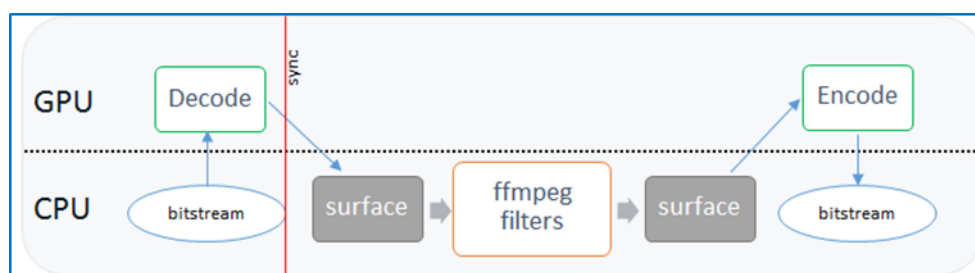 sync
GPU
Decode
Encode
CPU
bitstream
surface
ffmpeg
filters
surface
bitstream